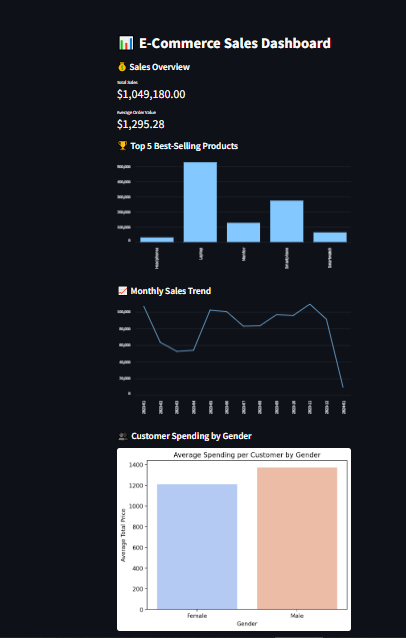 📊 E-Commerce Sales Dashboard
💰 Sales Overview
Total Sales
$1,049,180.00
Average Order Value
$1,295.28
🏆 Top 5 Best-Selling Products
500,000
400,000
300,000
200,000
100,000
0
Headphones
Laptop
Monitor
Smartphone
Smartwatch
📈 Monthly Sales Trend
100,000
80,000
60,000
40,000
20,000
0
2023-01
2023-02
2023-03
2023-04
2023-05
2023-06
2023-07
2023-08
2023-09
2023-10
2023-11
2023-12
2024-01
👥 Customer Spending by Gender
Average Spending per Customer by Gender
Average Total Price
1400
1200
1000
800
600
400
200
0
Female
Male
Gender